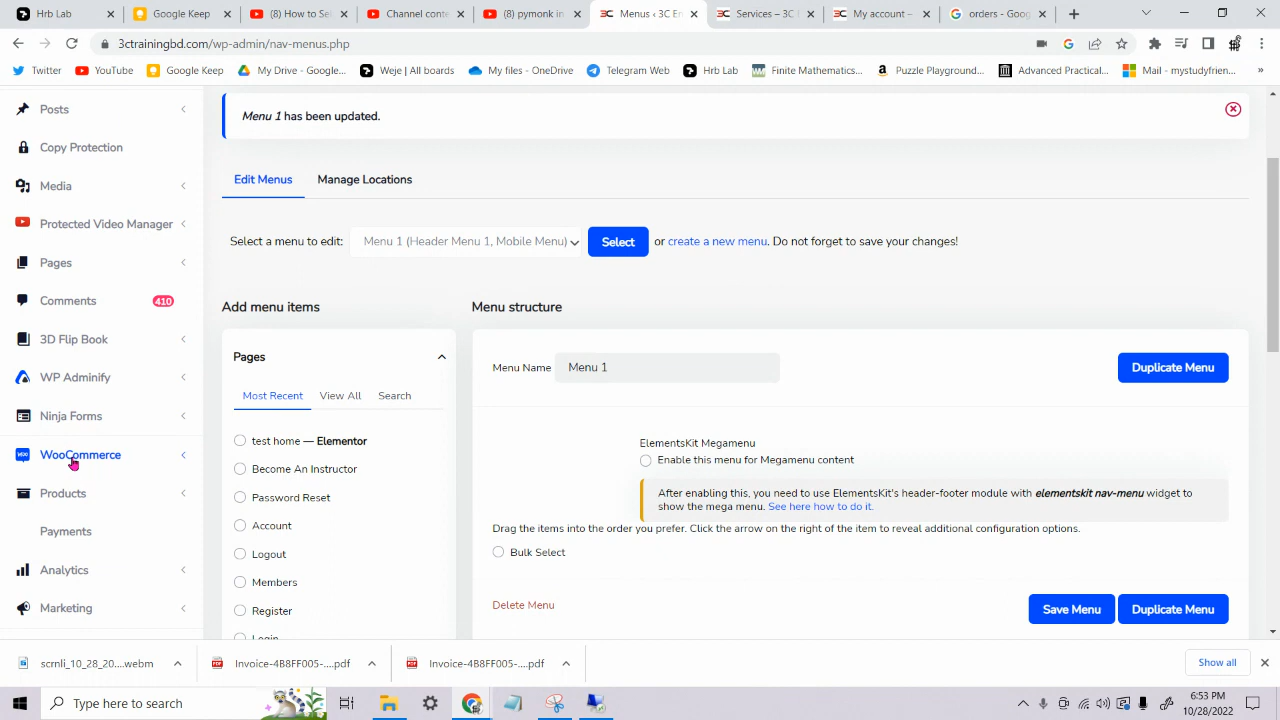 Hrb Lab
Google Keep
(8) (How to Sel
Channel conte
(8) pymonk in
Menus ‹ 3C En
Services – 3C
My account –
orders - Goog
3ctrainingbd.com/wp-admin/nav-menus.php
Twitter
YouTube
Google Keep
My Drive - Google...
Weje | All boards
My files - OneDrive
Telegram Web
Hrb Lab
Finite Mathematics...
Puzzle Playground...
Advanced Practical...
Mail - mystudyfrien...
»
Posts
Copy Protection
Media
Protected Video Manager
Pages
Comments 410
3D Flip Book
WP Adminify
Ninja Forms
WooCommerce
Products
Payments
Analytics
Marketing
Menu 1 has been updated.
Edit Menus
Manage Locations
Select a menu to edit: Menu 1 (Header Menu 1, Mobile Menu) Select or create a new menu. Do not forget to save your changes!
Add menu items
Pages
Most Recent View All Search
test home — Elementor
Become An Instructor
Password Reset
Account
Logout
Members
Register
Login
Menu structure
Menu Name Menu 1 Duplicate Menu
ElementsKit Megamenu
Enable this menu for Megamenu content
After enabling this, you need to use ElementsKit's header-footer module with elementskit nav-menu widget to
show the mega menu. See here how to do it.
Drag the items into the order you prefer. Click the arrow on the right of the item to reveal additional configuration options.
Bulk Select
Delete Menu Save Menu Duplicate Menu
scrnli_10_28_20....webm
Invoice-4B8FF005-....pdf
Invoice-4B8FF005-....pdf
Show all
Type here to search
6:53 PM
10/28/2022